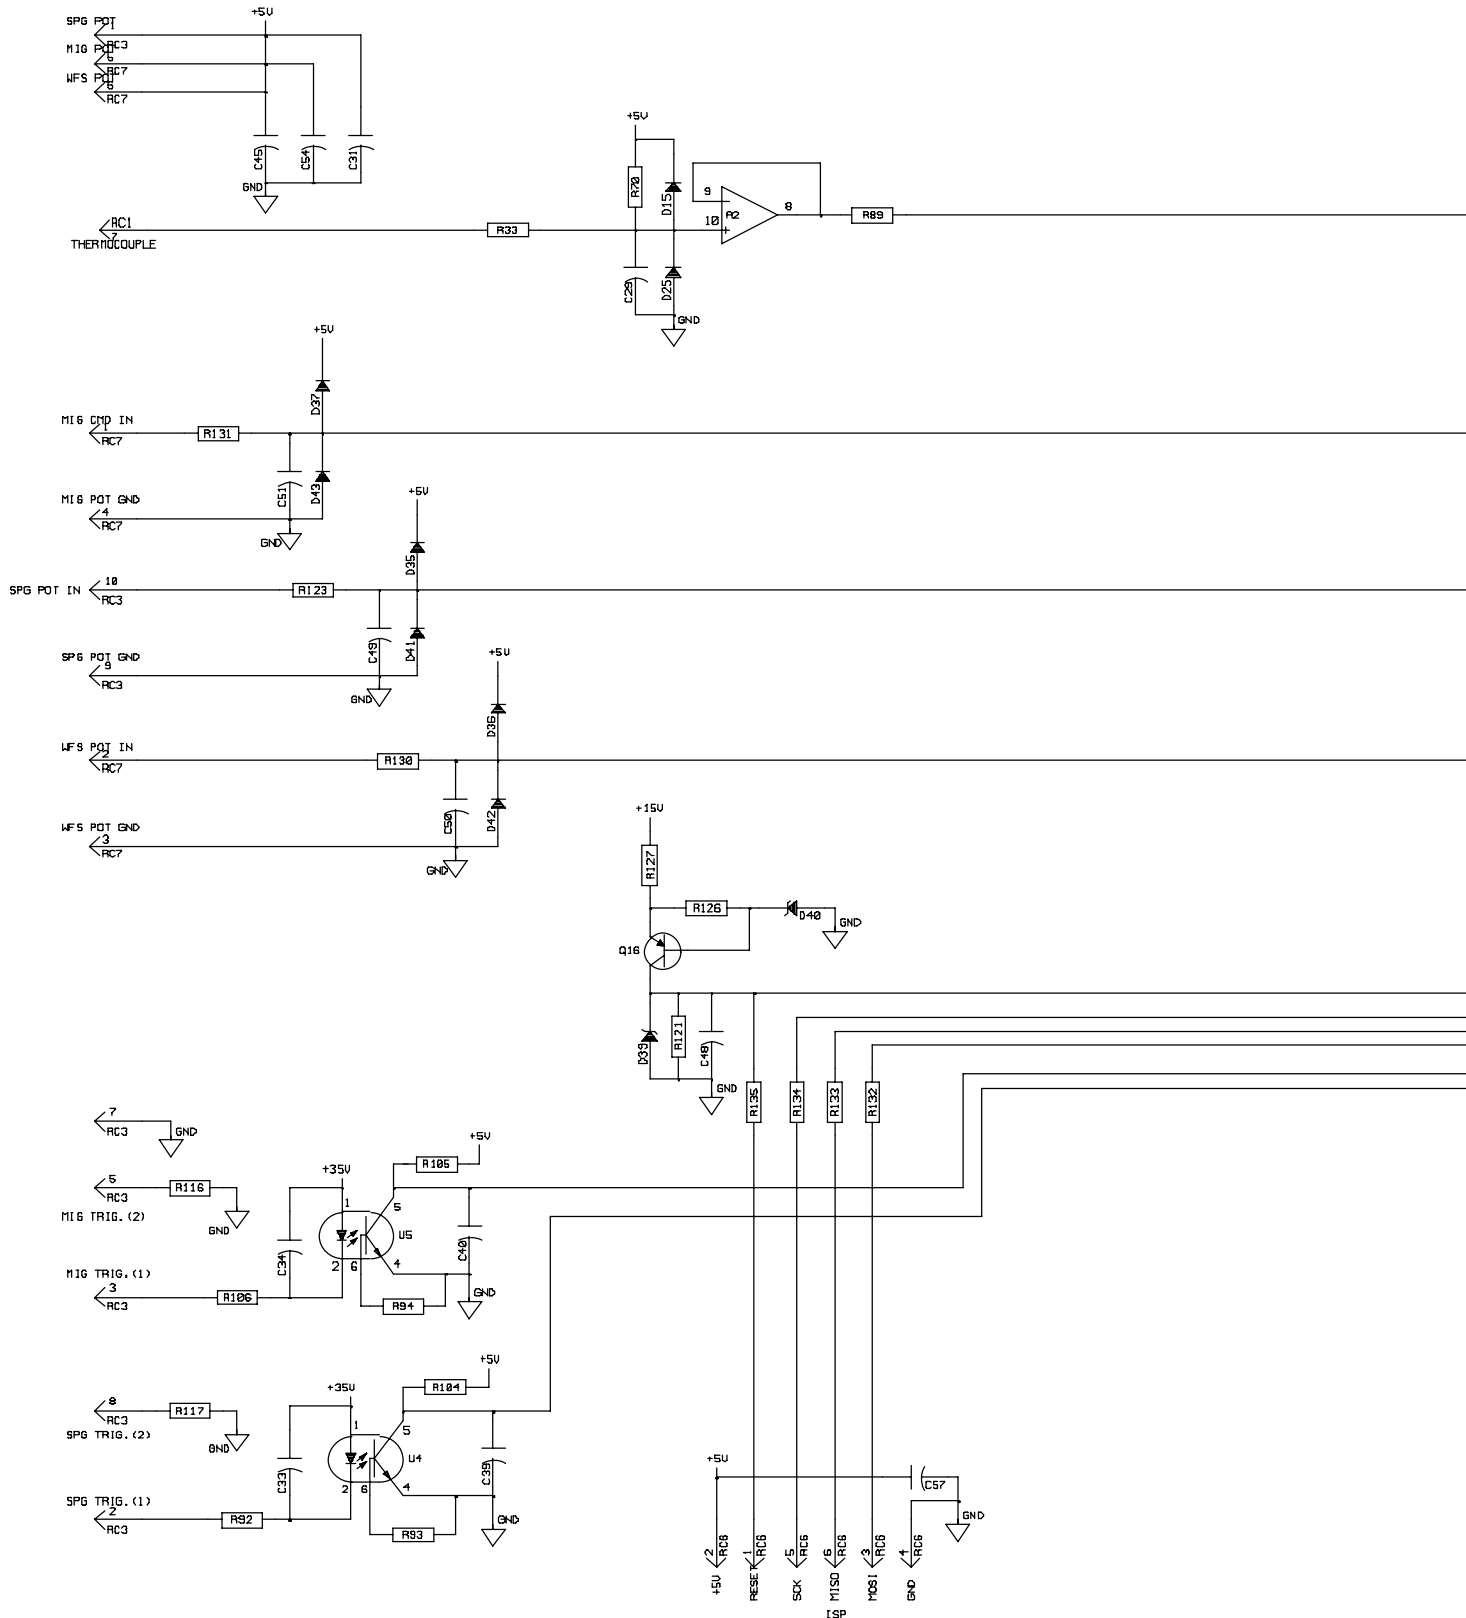 SPG POT
1
RC3
MIG POT
6
RC7
WFS POT
6
RC7
+5V
C45
C54
C31
GND
+5V
R70
D15
9
10
A2
8
R89
RC1
7
THERMOCOUPLE
R33
C29
D25
GND
+5V
D37
MIG CMD IN
1
RC7
R131
C51
D43
MIG POT GND
4
RC7
GND
+5V
D35
SPG POT IN
10
RC3
R123
C49
D41
SPG POT GND
9
RC3
GND
+5V
D36
WFS POT IN
2
RC7
R130
C50
D42
WFS POT GND
3
RC7
GND
+15V
R127
R126
D40
GND
Q16
D39
R121
C48
GND
R135
R134
R133
R132
7
RC3
GND
+5V
R105
5
RC3
R116
GND
MIG TRIG.(2)
+35V
1
5
U5
C34
2
6
4
C40
MIG TRIG.(1)
3
RC3
R106
R94
GND
+5V
R104
8
RC3
R117
GND
SPG TRIG.(2)
+35V
1
5
U4
C33
2
6
4
C39
SPG TRIG.(1)
2
RC3
R92
R93
GND
+5V
C57
GND
2
RC6
+5V
1
RC6
RESET
5
RC6
SCK
6
RC6
MISO
3
RC6
MOSI
4
RC6
GND
ISP